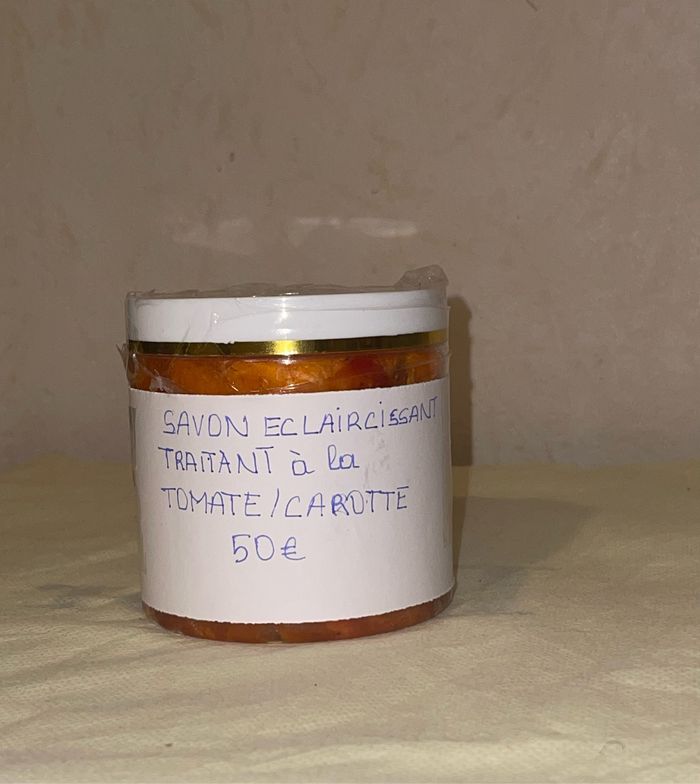 SAVON ECLAIRCISSANT
TRAITANT à la
TOMATE/CAROTTE
50€